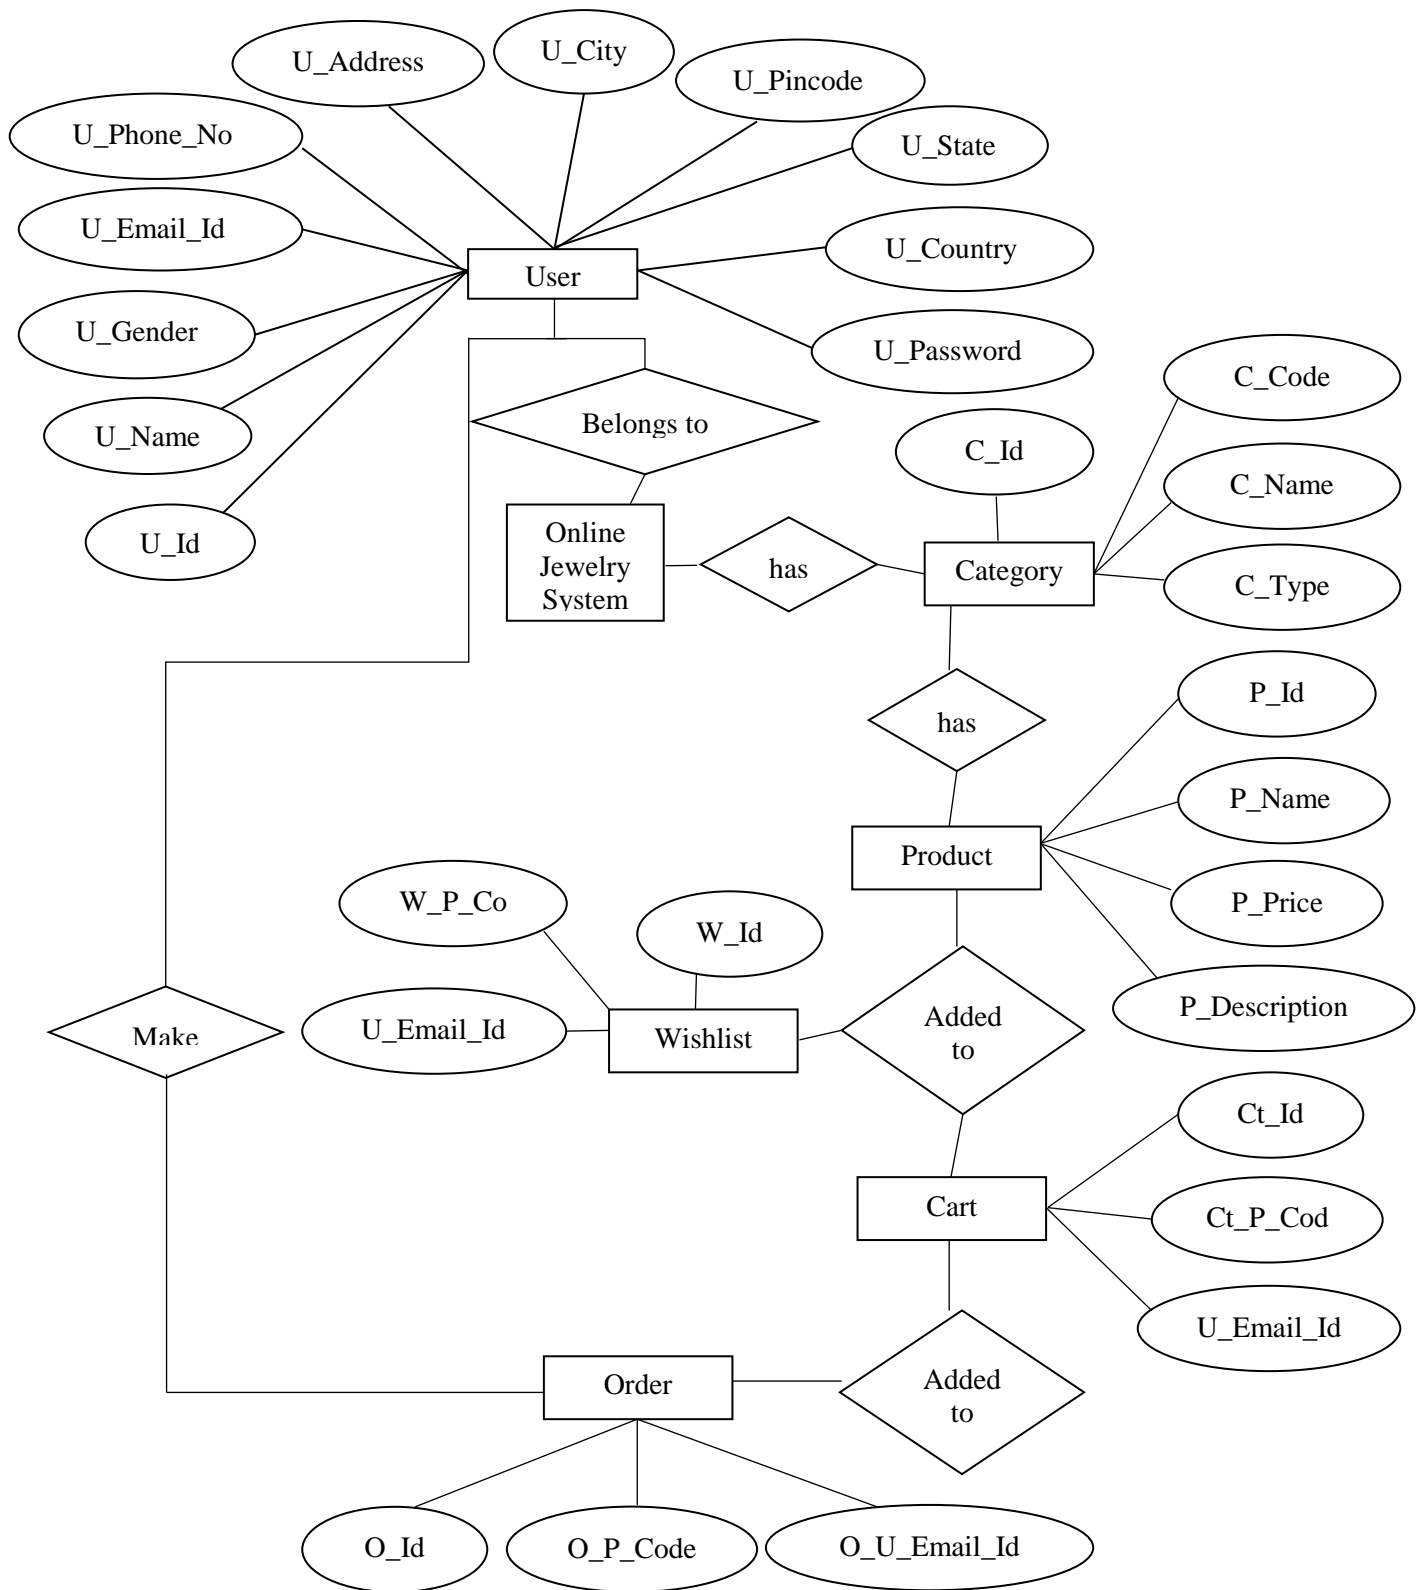 U_City
U_Address
U_Pincode
U_Phone_No
U_State
U_Email_Id
U_Country
User
U_Gender
U_Password
C_Code
Belongs to
U_Name
C_Id
C_Name
U_Id
Online
Jewelry
System
has
Category
C_Type
P_Id
has
P_Name
Product
W_P_Co
P_Price
W_Id
P_Description
Make
U_Email_Id
Wishlist
Added
to
Ct_Id
Cart
Ct_P_Cod
U_Email_Id
Order
Added
to
O_Id
O_P_Code
O_U_Email_Id